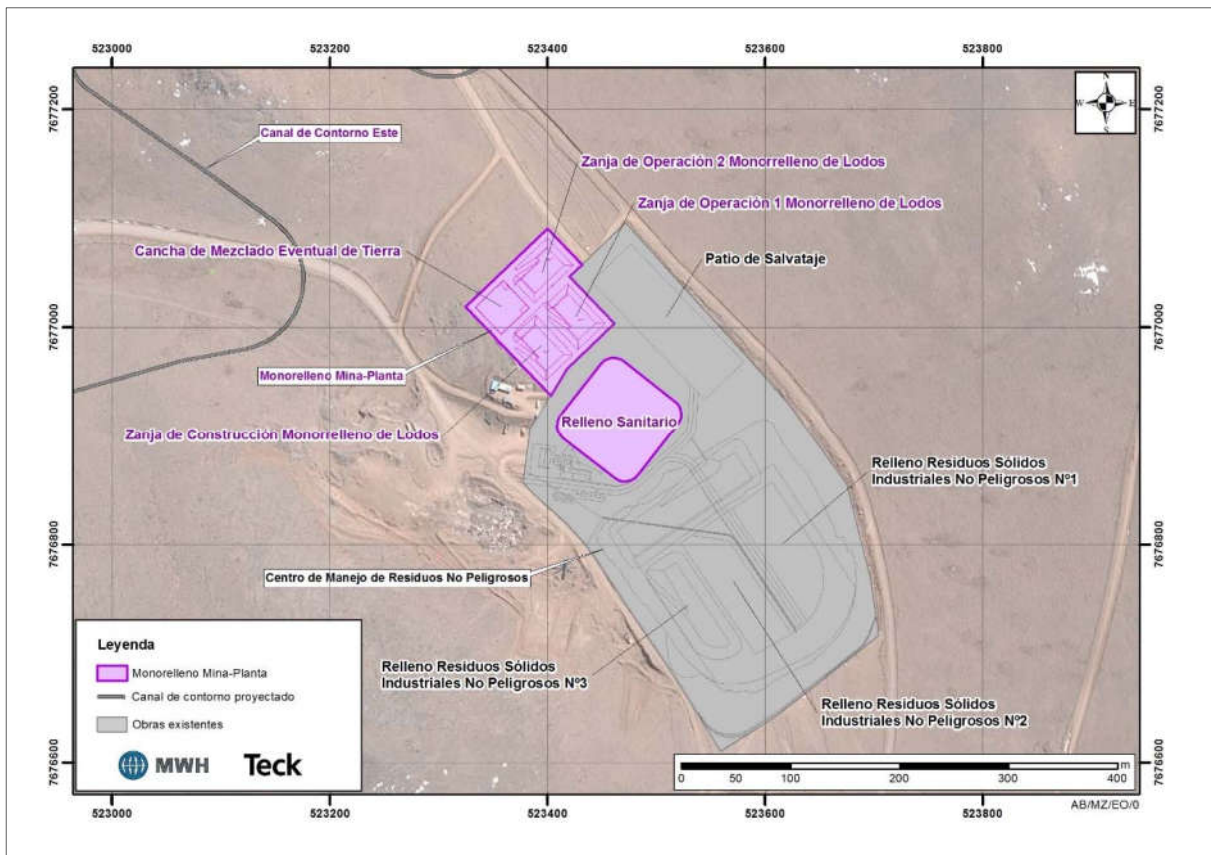 523000
523200
523400
523600
523800
7677200
7677200
N
W
E
S
Canal de Contorno Este
Zanja de Operación 2 Monorrelleno de Lodos
Zanja de Operación 1 Monorrelleno de Lodos
Cancha de Mezclado Eventual de Tierra
Patio de Salvataje
7677000
7677000
Monorelleno Mina-Planta
Relleno Sanitario
Zanja de Construcción Monorrelleno de Lodos
Relleno Residuos Sólidos
Industriales No Peligrosos Nº1
7676800
7676800
Centro de Manejo de Residuos No Peligrosos
Leyenda
Monorelleno Mina-Planta
Canal de contorno proyectado
Obras existentes
MWH
Teck
Relleno Residuos Sólidos
Industriales No Peligrosos Nº3
Relleno Residuos Sólidos
Industriales No Peligrosos Nº2
7676600
7676600
m
0 50 100 200 300 400
523000
523200
523400
523600
523800
AB/MZ/EO/0